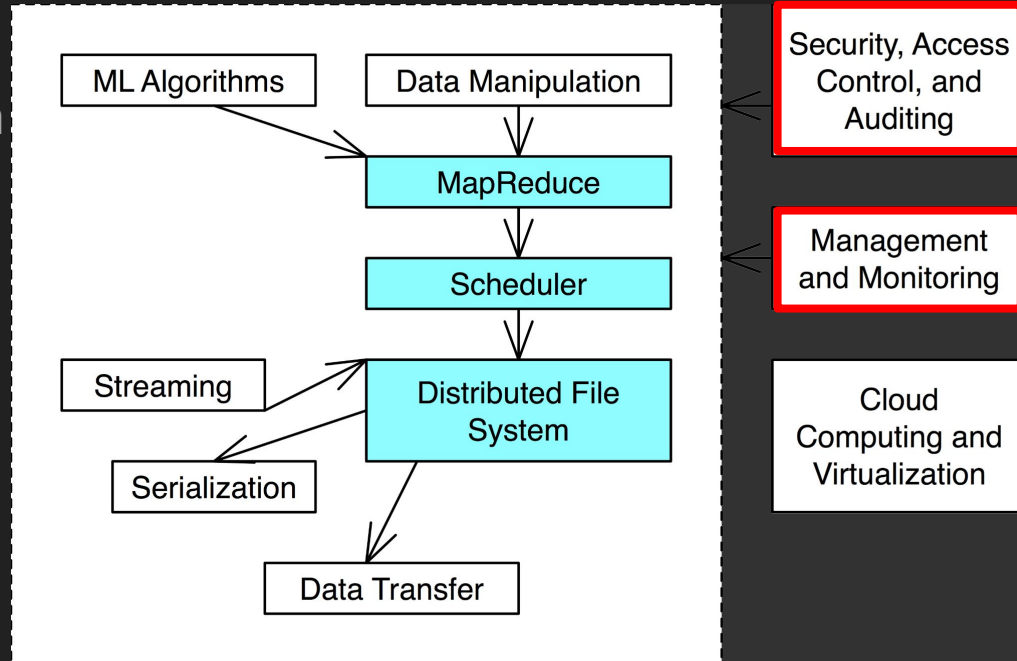 ML Algorithms
Data Manipulation
Security, Access
Control, and
Auditing
MapReduce
Management
and Monitoring
Scheduler
Streaming
Distributed File
System
Cloud
Computing and
Virtualization
Serialization
Data Transfer